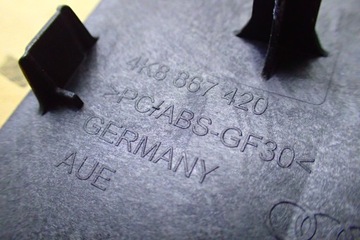 4K8 867 420
>PC/ABS-GF30<
GERMANY
AUE